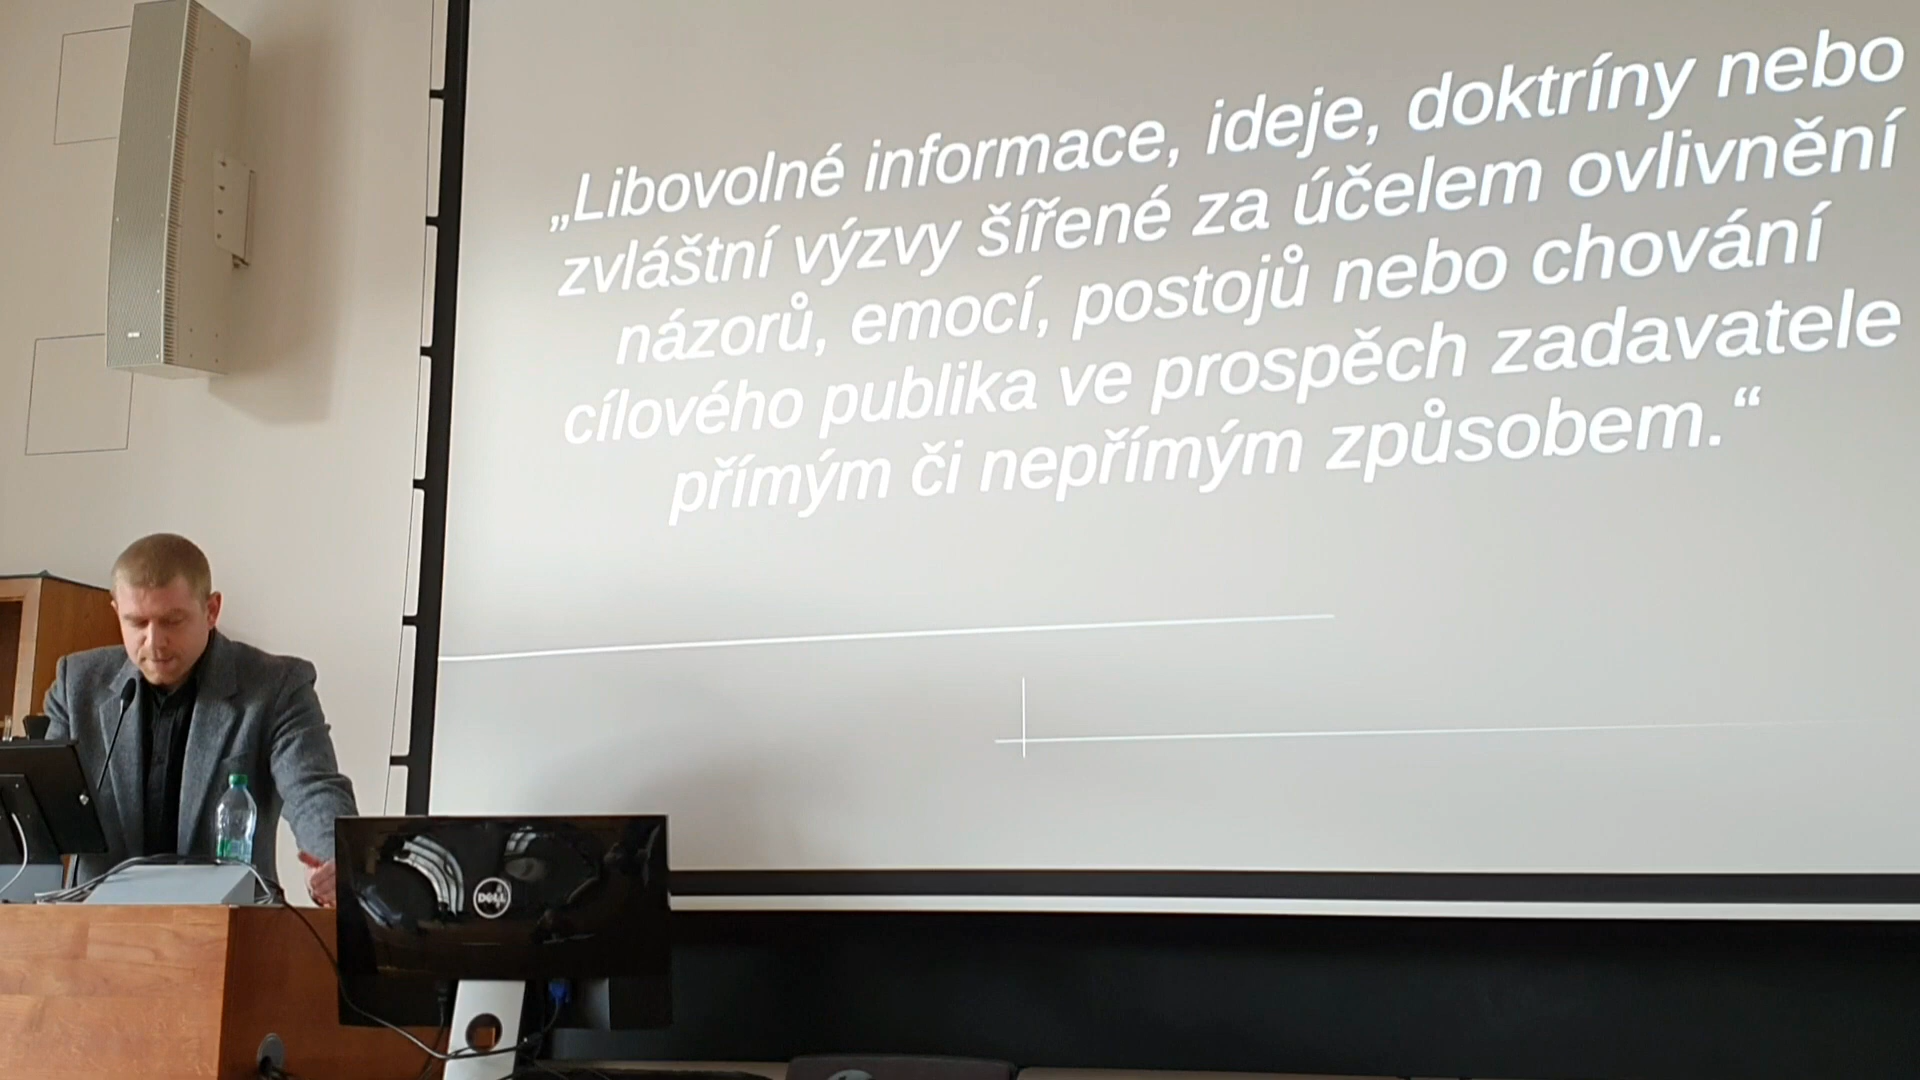 „Libovolné informace, ideje, doktríny nebo
zvláštní výzvy šířené za účelem ovlivnění
názorů, emocí, postojů nebo chování
cílového publika ve prospěch zadavatele
přímým či nepřímým způsobem.“
DELL